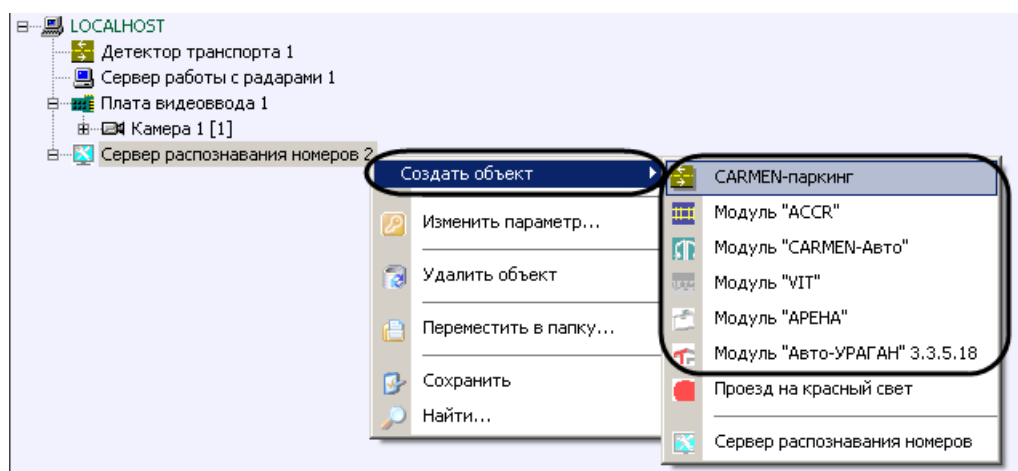 LOCALHOST
Детектор транспорта 1
Сервер работы с радарами 1
Плата видеоввода 1
Камера 1 [1]
Сервер распознавания номеров 2
Создать объект
Изменить параметр...
Удалить объект
Переместить в папку...
Сохранить
Найти...
CARMEN-паркинг
Модуль "ACCR"
Модуль "CARMEN-Авто"
Модуль "VIT"
Модуль "АРЕНА"
Модуль "Авто-УРАГАН" 3.3.5.18
Проезд на красный свет
Сервер распознавания номеров